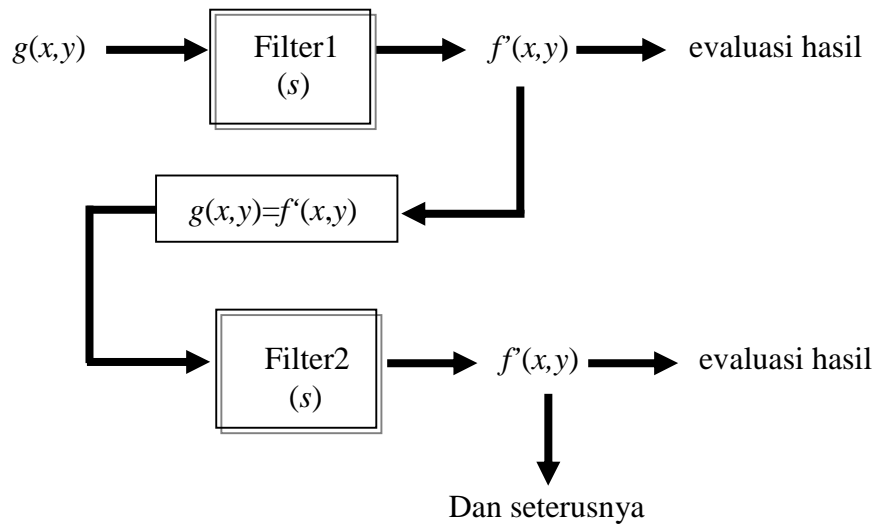 g(x,y)
Filter1
(s)
f’(x,y)
evaluasi hasil
g(x,y)=f‘(x,y)
Filter2
(s)
f’(x,y)
evaluasi hasil
Dan seterusnya